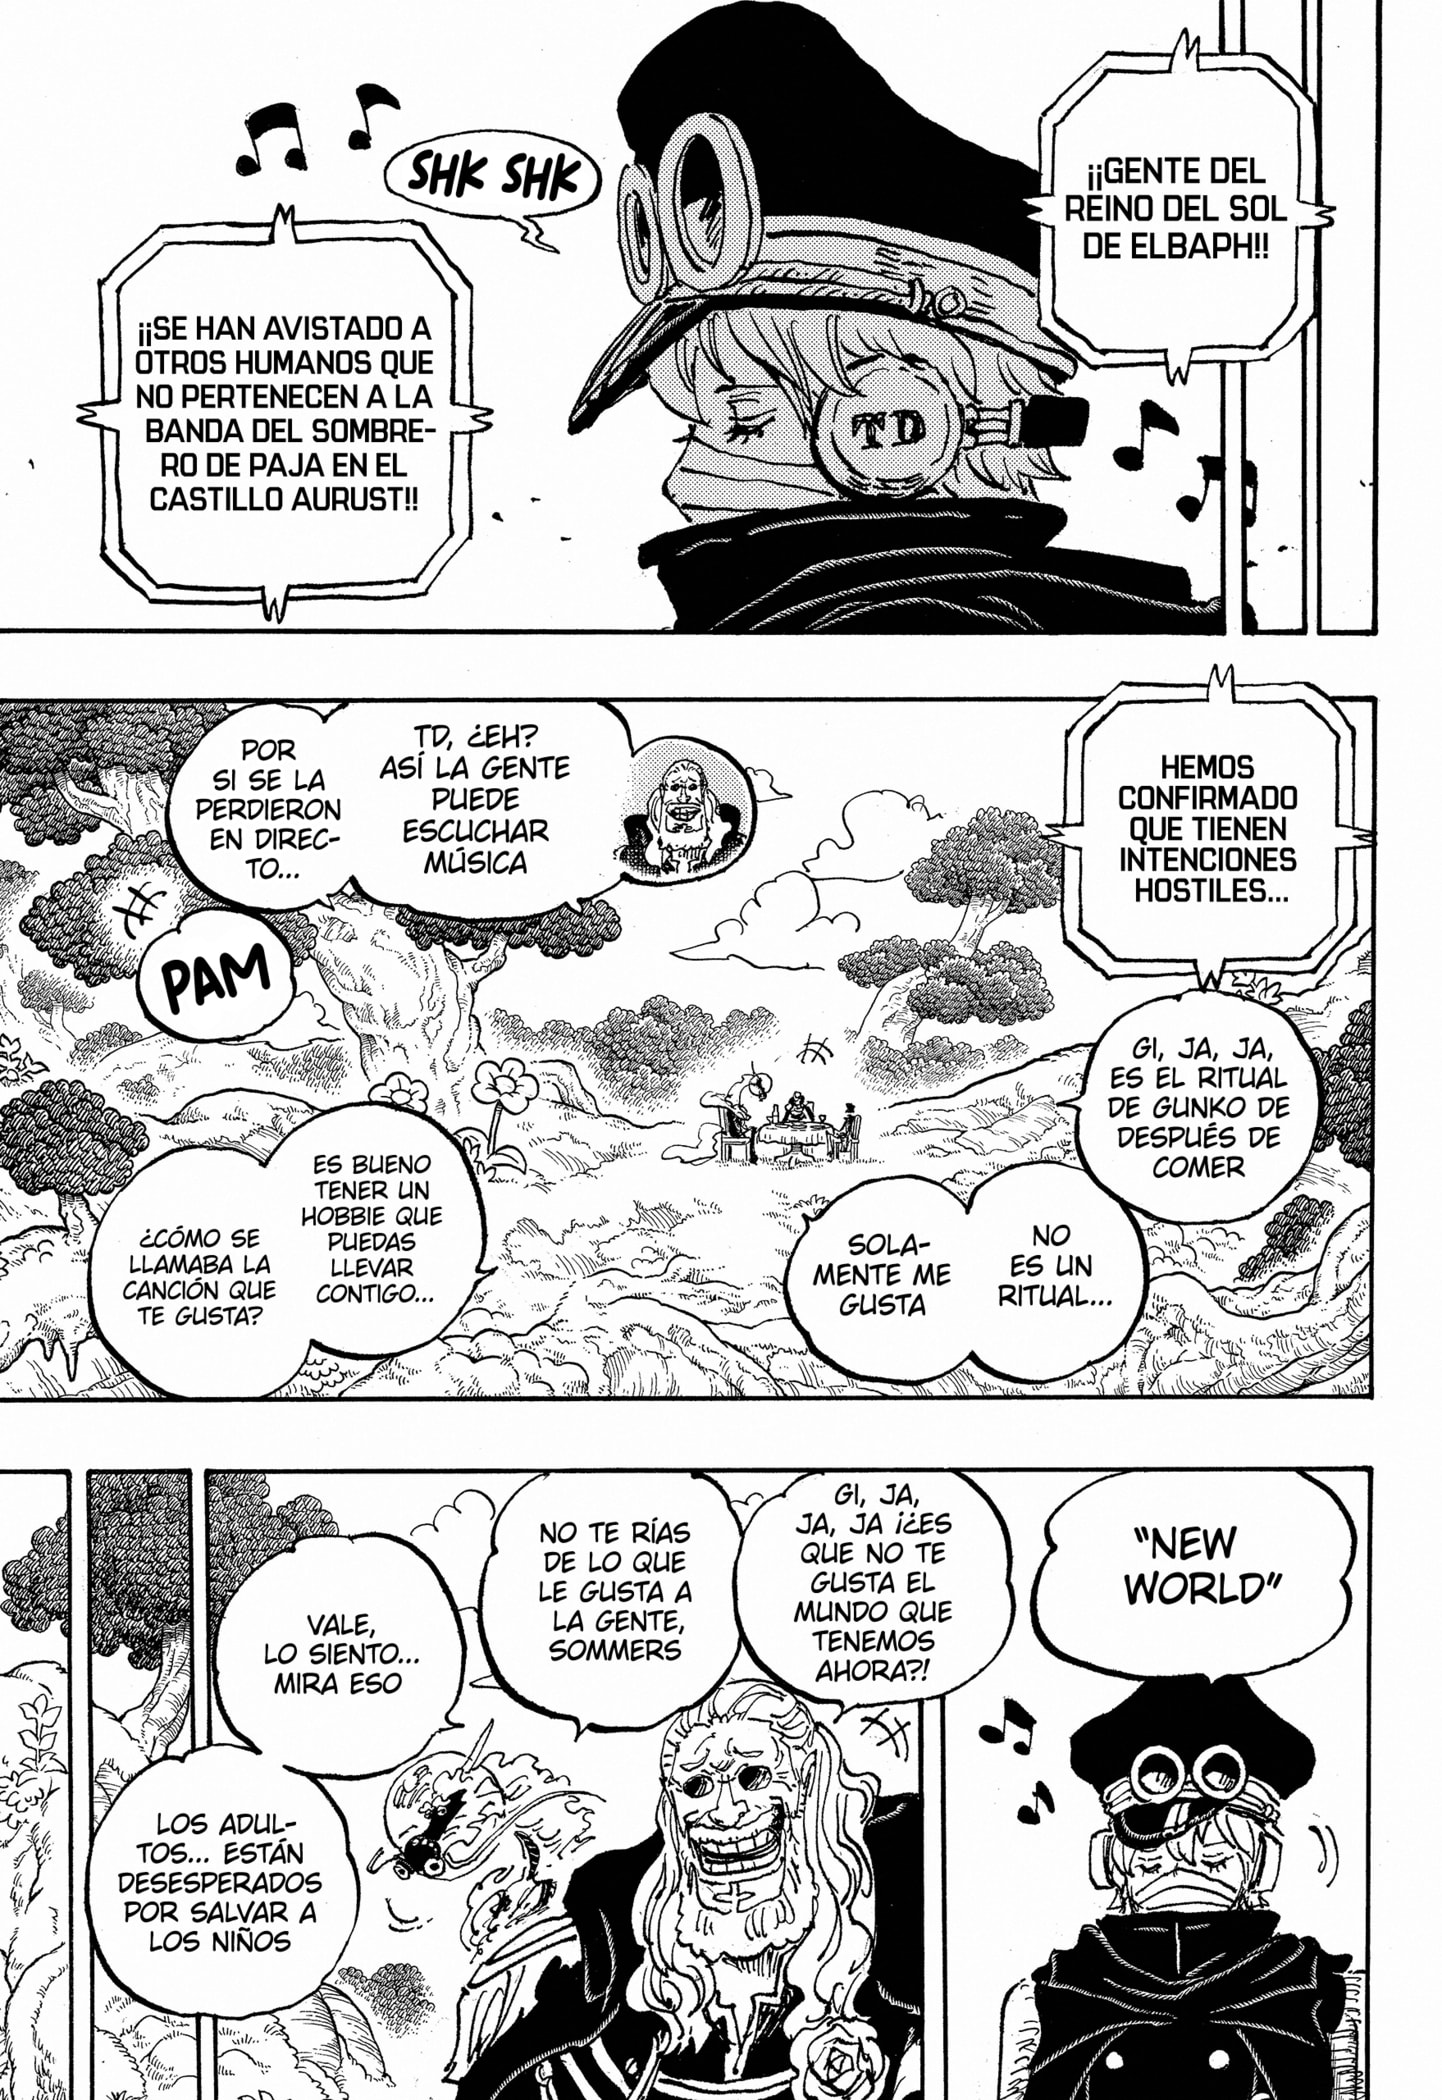 ¡¡GENTE DEL
REINO DEL SOL
DE ELBAPH!!
SHK SHK
TD
¡¡SE HAN AVISTADO A
OTROS HUMANOS QUE
NO PERTENECEN A LA
BANDA DEL SOMBRE-
RO DE PAJA EN EL
CASTILLO AURUST!!
HEMOS
CONFIRMADO
QUE TIENEN
INTENCIONES
HOSTILES...
GI, JA, JA,
ES EL RITUAL
DE GUNKO DE
DESPUÉS DE
COMER
NO
ES UN
RITUAL...
SOLA-
MENTE ME
GUSTA
TD, ¿EH?
ASÍ LA GENTE
PUEDE
ESCUCHAR
MÚSICA
POR
SI SE LA
PERDIERON
EN DIREC-
TO...
PAM
ES BUENO
TENER UN
HOBBIE QUE
PUEDAS
LLEVAR
CONTIGO...
¿CÓMO SE
LLAMABA LA
CANCIÓN QUE
TE GUSTA?
"NEW
WORLD"
GI, JA,
JA, JA ¡¿ES
QUE NO TE
GUSTA EL
MUNDO QUE
TENEMOS
AHORA?!
NO TE RÍAS
DE LO QUE
LE GUSTA A
LA GENTE,
SOMMERS
VALE,
LO SIENTO...
MIRA ESO
LOS ADUL-
TOS... ESTÁN
DESESPERADOS
POR SALVAR A
LOS NIÑOS